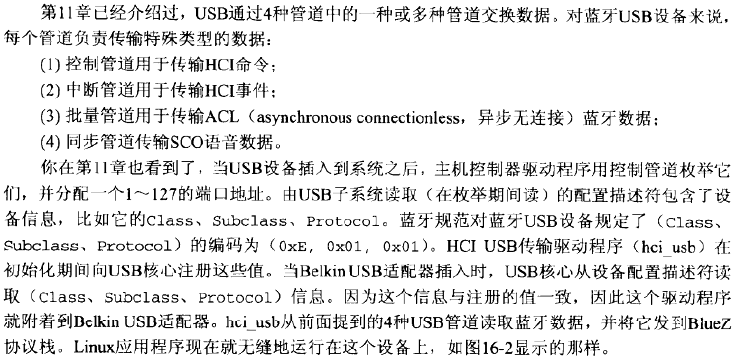 第11章已经介绍过，USB通过4种管道中的一种或多种管道交换数据。对蓝牙USB设备来说，
每个管道负责传输特殊类型的数据：
(1) 控制管道用于传输HCI命令；
(2) 中断管道用于传输HCI事件；
(3) 批量管道用于传输ACL（asynchronous connectionless，异步无连接）蓝牙数据；
(4) 同步管道传输SCO语音数据。
你在第11章也看到了，当USB设备插入到系统之后，主机控制器驱动程序用控制管道枚举它
们，并分配一个1～127的端口地址。由USB子系统读取（在枚举期间读）的配置描述符包含了设
备信息，比如它的Class、Subclass、Protocol。蓝牙规范对蓝牙USB设备规定了（Class、
Subclass、Protocol）的编码为（0xE, 0x01, 0x01）。HCI USB传输驱动程序（hci_usb）在
初始化期间向USB核心注册这些值。当Belkin USB适配器插入时，USB核心从设备配置描述符读
取（Class、Subclass、Protocol）信息。因为这个信息与注册的值一致，因此这个驱动程序
就附着到Belkin USB适配器。hci_usb从前面提到的4种USB管道读取蓝牙数据，并将它发到BlueZ
协议栈。Linux应用程序现在就无缝地运行在这个设备上，如图16-2显示的那样。